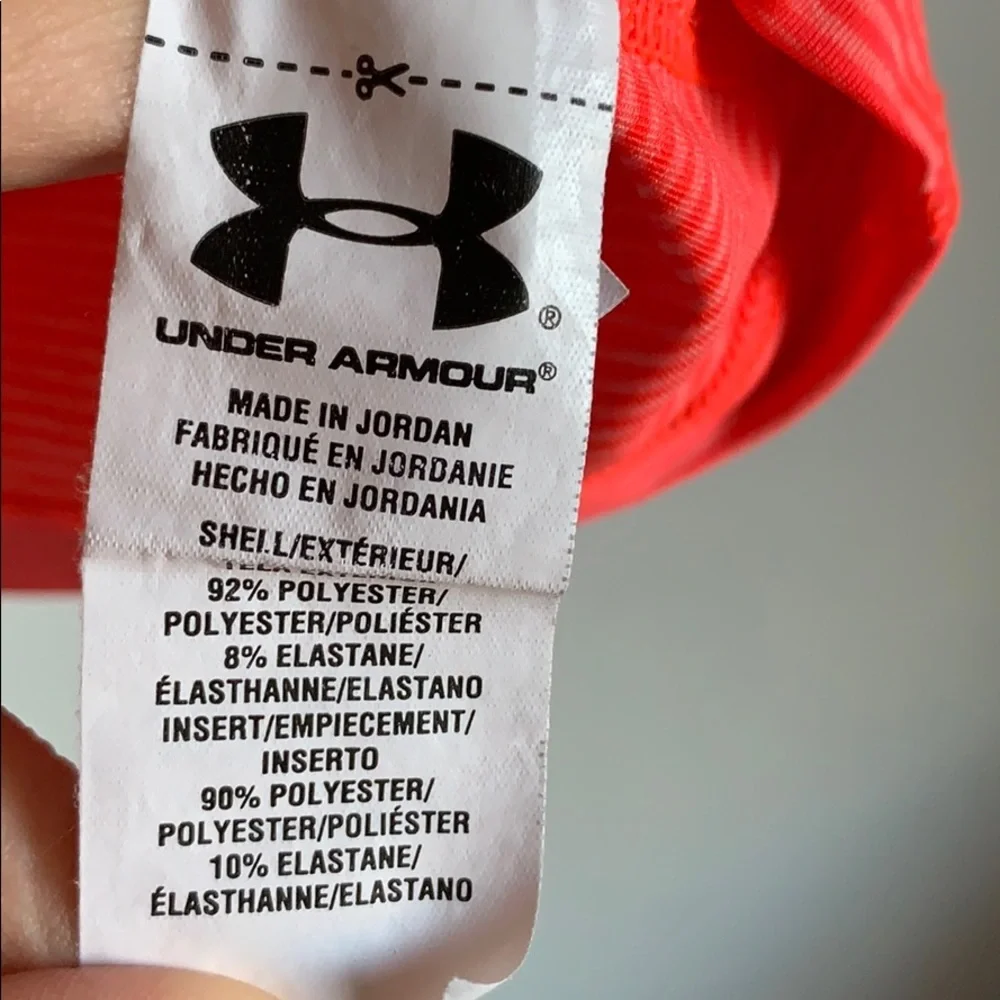 UNDER ARMOUR®
MADE IN JORDAN
FABRIQUÉ EN JORDANIE
HECHO EN JORDANIA
SHELL/EXTÉRIEUR/
92% POLYESTER/
POLYESTER/POLIÉSTER
8% ELASTANE/
ÉLASTHANNE/ELASTANO
INSERT/EMPIECEMENT/
INSERTO
90% POLYESTER/
POLYESTER/POLIÉSTER
10% ELASTANE/
ÉLASTHANNE/ELASTANO